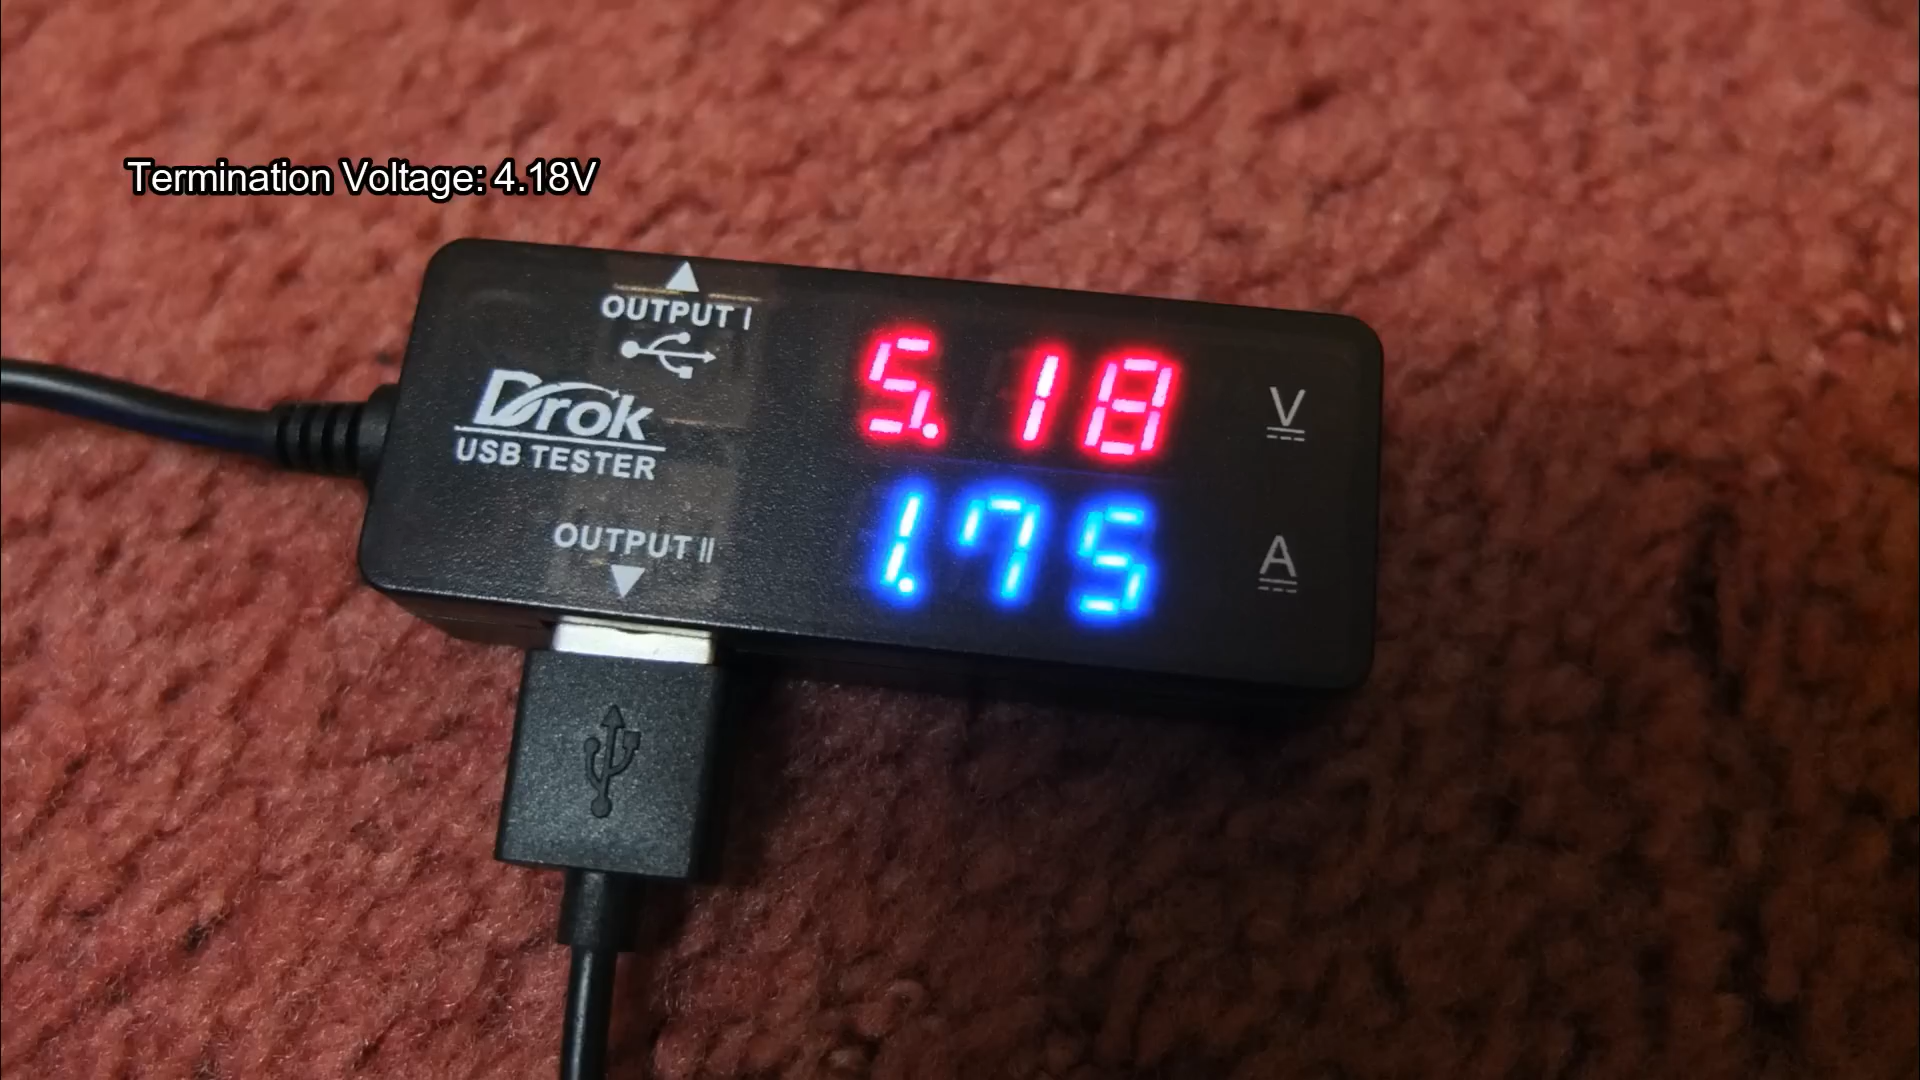 Termination Voltage: 4.18V
OUTPUT I
Drok
USB TESTER
OUTPUT II
5.18 V
1.75 A